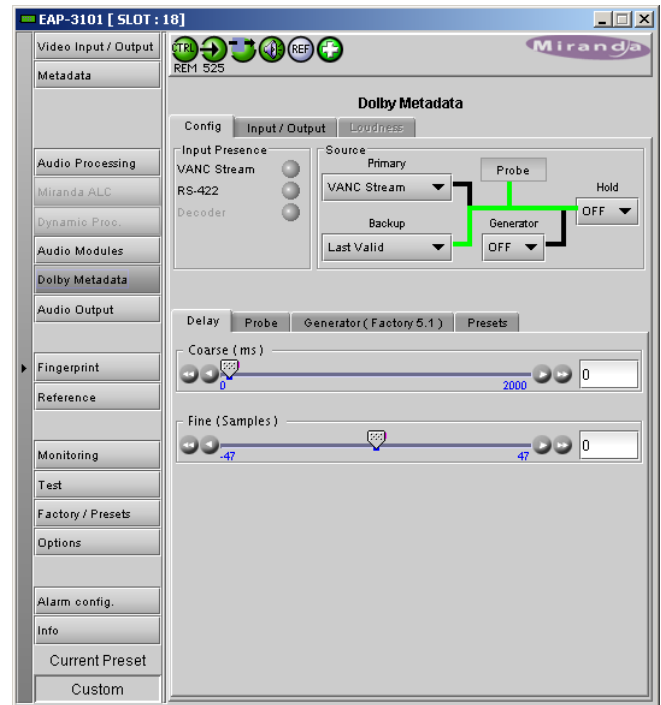 EAP-3101 [ SLOT : 18]
Video Input / Output
Metadata
Audio Processing
Miranda ALC
Dynamic Proc.
Audio Modules
Dolby Metadata
Audio Output
Fingerprint
Reference
Monitoring
Test
Factory / Presets
Options
Alarm config.
Info
Current Preset
Custom
CTRL
REM 525
REF
Miranda
Dolby Metadata
Config Input / Output Loudness
Input Presence
VANC Stream
RS-422
Decoder
Source
Primary
VANC Stream
Backup
Last Valid
Probe
Generator
OFF
Hold
OFF
Delay Probe Generator ( Factory 5.1 ) Presets
Coarse ( ms )
0 2000 0
Fine (Samples)
-47 47 0